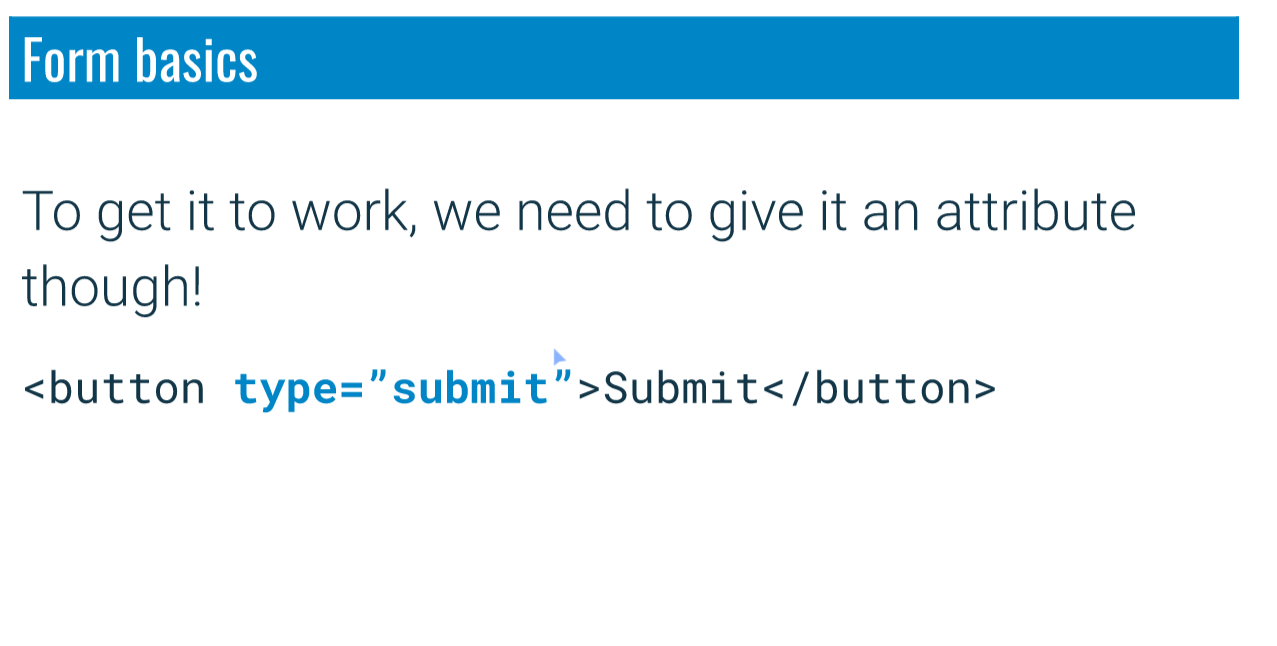 Form basics
To get it to work, we need to give it an attribute
though!
<button type=”submit”>Submit</button>